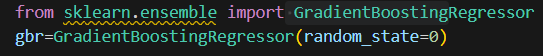 from sklearn.ensemble import GradientBoostingRegressor
gbr=GradientBoostingRegressor(random_state=0)